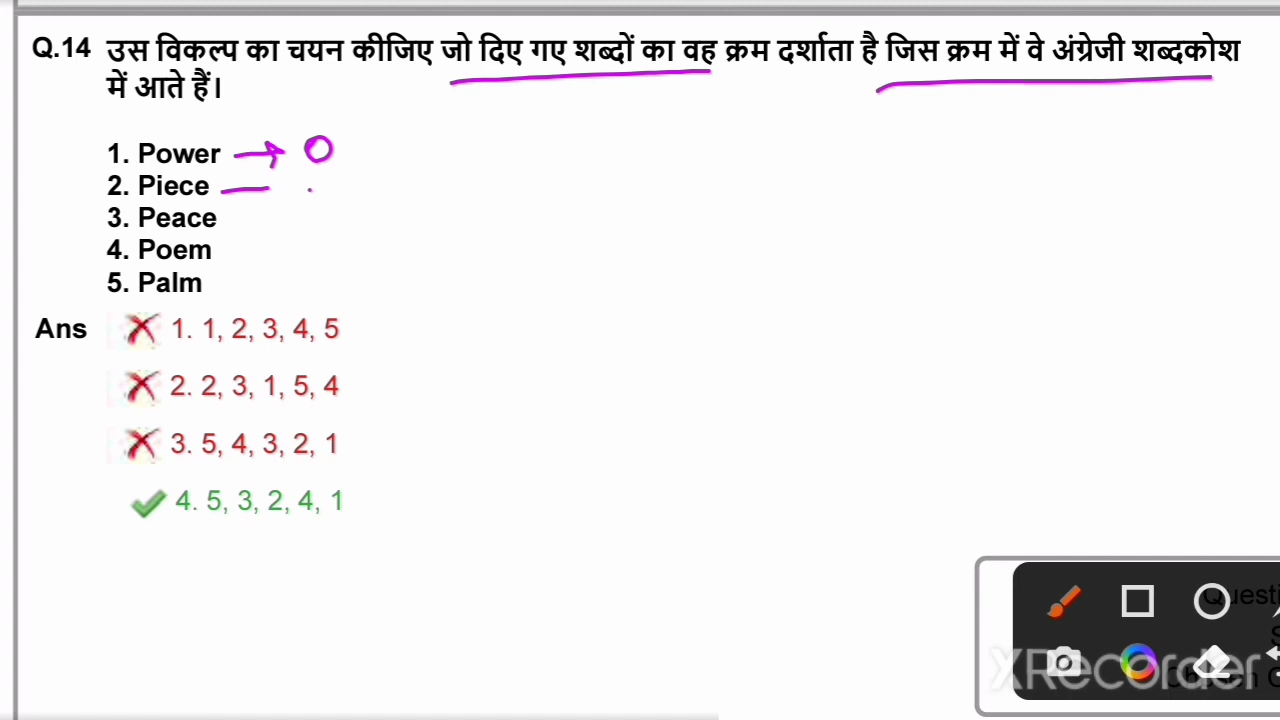 Q.14 उस विकल्प का चयन कीजिए जो दिए गए शब्दों का वह क्रम दर्शाता है जिस क्रम में वे अंग्रेजी शब्दकोश
में आते हैं।
1. Power → O
2. Piece —
3. Peace
4. Poem
5. Palm
Ans 1. 1, 2, 3, 4, 5
2. 2, 3, 1, 5, 4
3. 5, 4, 3, 2, 1
4. 5, 3, 2, 4, 1
XRecorder